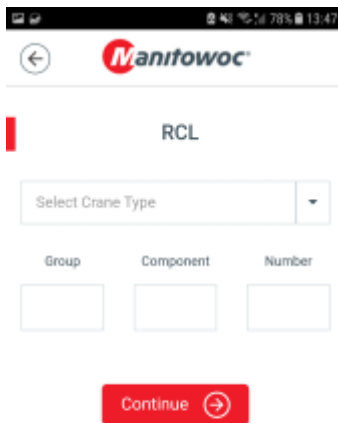 78% 13:47
Manitowoc
RCL
Select Crane Type
Group Component Number
Continue